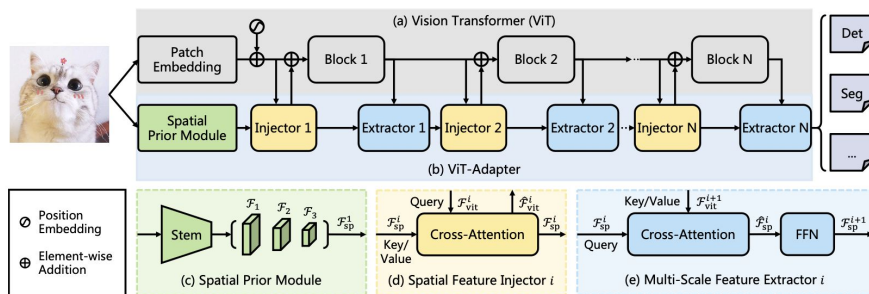 (a) Vision Transformer (ViT)
Patch
Embedding
Block 1
Block 2
...
Block N
Det
Seg
...
Spatial
Prior Module
Injector 1
Extractor 1
Injector 2
Extractor 2
...
Injector N
Extractor N
(b) ViT-Adapter
Position
Embedding
Element-wise
Addition
Stem
F₁
F₂
F₃
F¹sp
(c) Spatial Prior Module
Query
Fⁱvit
F̂ⁱvit
Fⁱsp
Key/
Value
Cross-Attention
Fⁱsp
(d) Spatial Feature Injector i
Key/Value
Fⁱ⁺¹vit
Fⁱsp
Query
Cross-Attention
F̂ⁱsp
FFN
Fⁱ⁺¹sp
(e) Multi-Scale Feature Extractor i